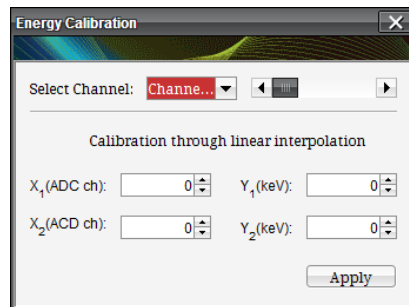 Energy Calibration
Select Channel: Channe...
Calibration through linear interpolation
X₁(ADC ch): 0 Y₁(keV): 0
X₂(ACD ch): 0 Y₂(keV): 0
Apply